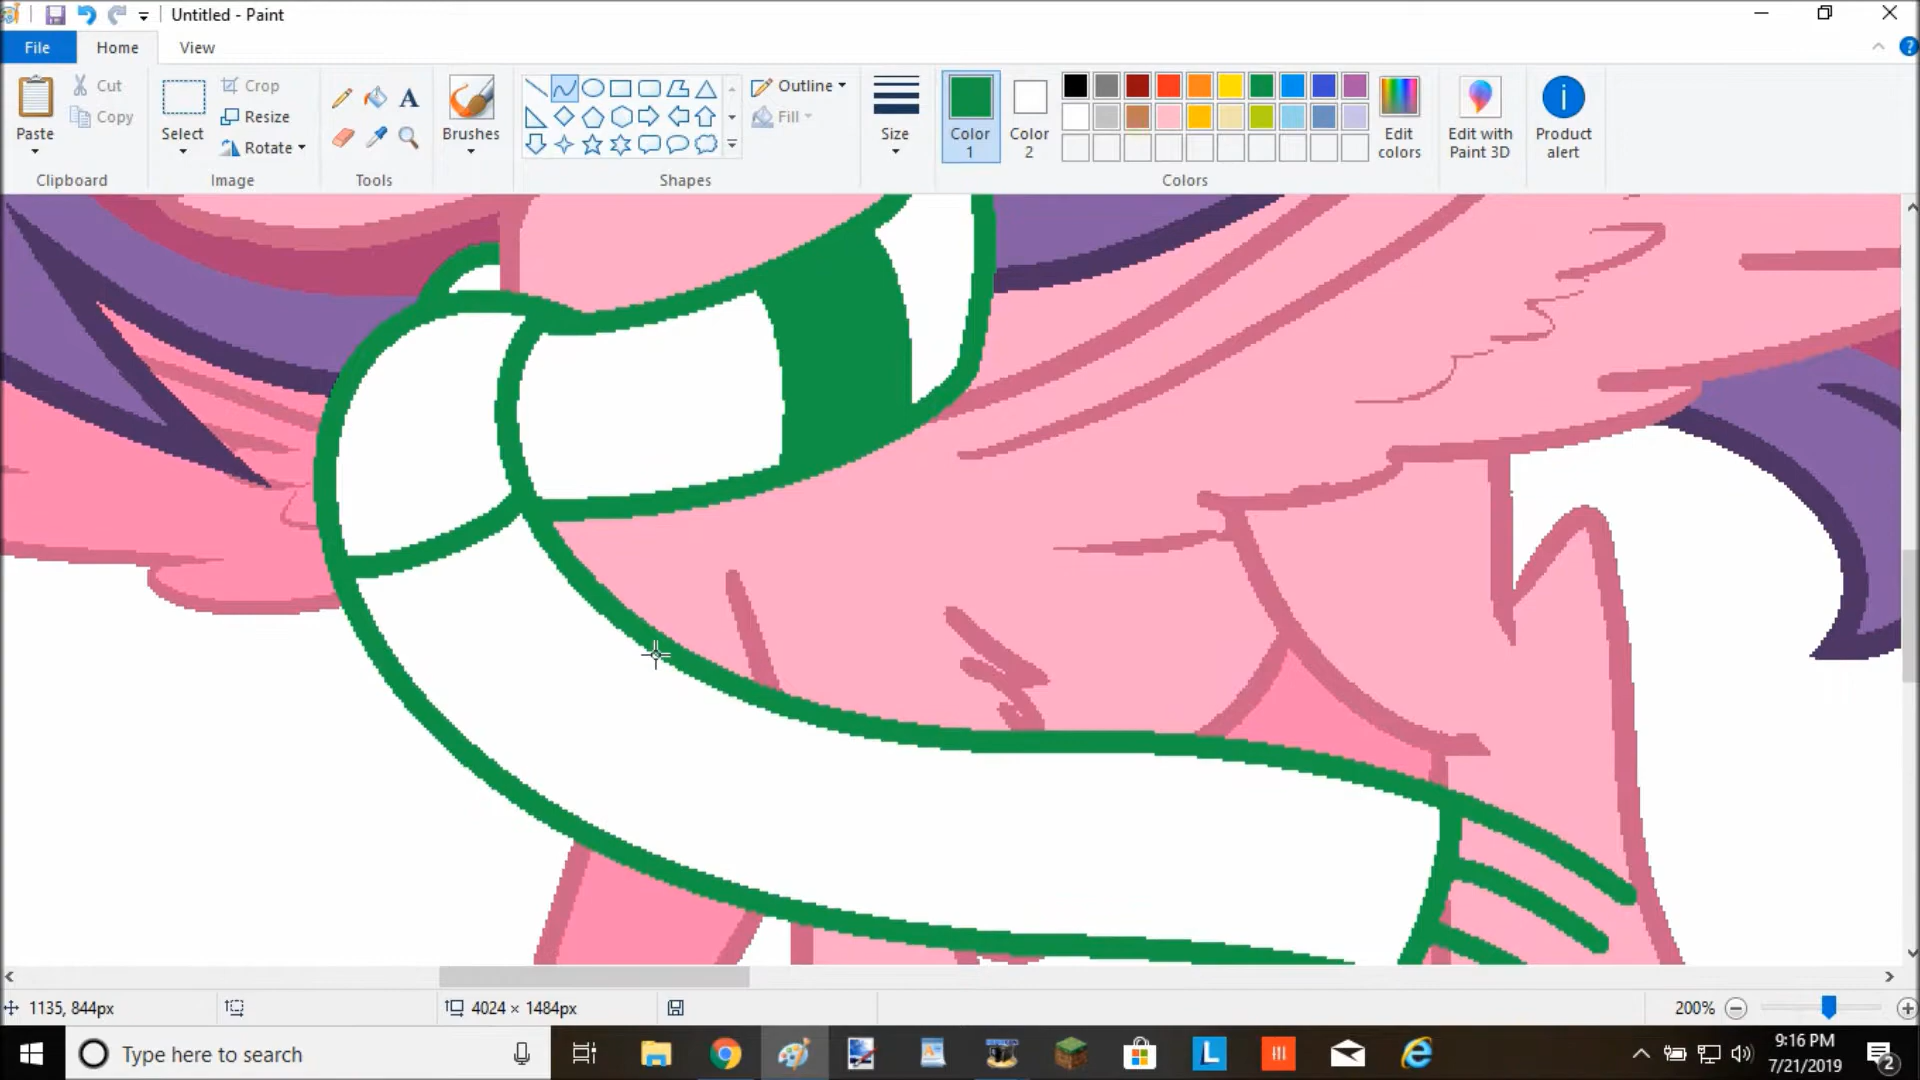 Untitled - Paint
File Home View
Paste
Cut
Copy
Clipboard
Select
Crop
Resize
Rotate
Image
A
Tools
Brushes
Shapes
Outline
Fill
Size
Color 1
Color 2
Colors
Edit colors
Edit with Paint 3D
Product alert
1135, 844px
4024 × 1484px
200%
Type here to search
L
9:16 PM
7/21/2019
2